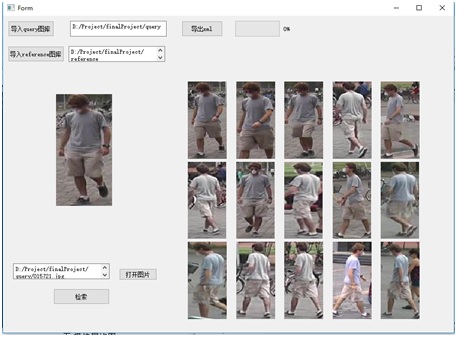 Form
导入query图库
D:/Project/finalProject/query
导出xml
0%
导入reference图库
D:/Project/finalProject/
reference
D:/Project/finalProject/
query/015721.jpg
打开图片
检索